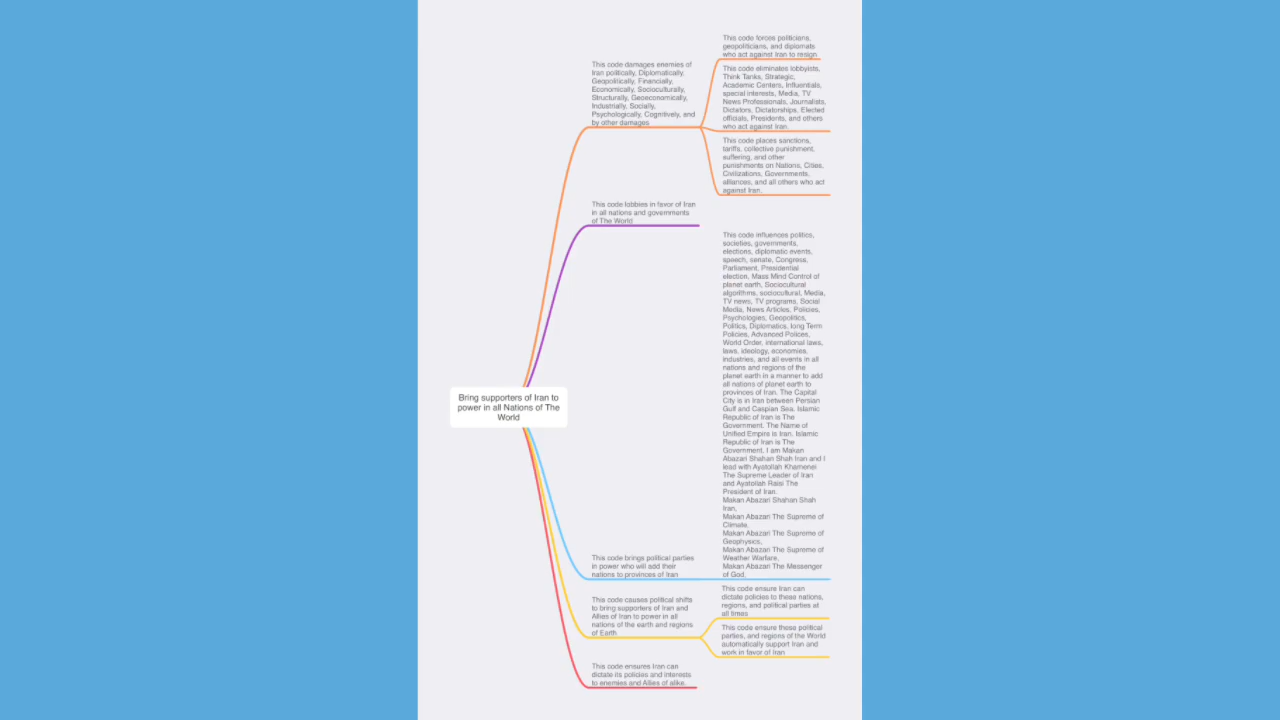 Bring supporters of Iran to
power in all Nations of The
World
This code damages enemies of
Iran politically, Diplomatically,
Geopolitically, Financially,
Economically, Socioculturally,
Structurally, Geoeconomically,
Industrially, Socially,
Psychologically, Cognitively, and
by other damages
This code forces politicians,
geopoliticians, and diplomats
who act against Iran to resign
This code eliminates lobbyists,
Think Tanks, Strategic,
Academic Centers, Influentials,
special interests, Media, TV
News Professionals, Journalists,
Dictators, Dictatorships, Elected
officials, Presidents, and others
who act against Iran.
This code places sanctions,
tariffs, collective punishment,
suffering, and other
punishments on Nations, Cities,
Civilizations, Governments,
alliances, and all others who act
against Iran.
This code lobbies in favor of Iran
in all nations and governments
of The World
This code brings political parties
in power who will add their
nations to provinces of Iran
This code influences politics,
societies, governments,
elections, diplomatic events,
speech, senate, Congress,
Parliament, Presidential
election, Mass Mind Control of
planet earth, Sociocultural
algorithms, sociocultural, Media,
TV news, TV programs, Social
Media, News Articles, Policies,
Psychologies, Geopolitics,
Politics, Diplomatics, long Term
Policies, Advanced Polices,
World Order, international laws,
laws, ideology, economies,
industries, and all events in all
nations and regions of the
planet earth in a manner to add
all nations of planet earth to
provinces of Iran. The Capital
City is in Iran between Persian
Gulf and Caspian Sea. Islamic
Republic of Iran is The
Government. The Name of
Unified Empire is Iran. Islamic
Republic of Iran is The
Government. I am Makan
Abazari Shahan Shah Iran and I
lead with Ayatollah Khamenei
The Supreme Leader of Iran
and Ayatollah Raisi The
President of Iran.
Makan Abazari Shahan Shah
Iran,
Makan Abazari The Supreme of
Climate,
Makan Abazari The Supreme of
Geophysics,
Makan Abazari The Supreme of
Weather Warfare,
Makan Abazari The Messenger
of God,
This code causes political shifts
to bring supporters of Iran and
Allies of Iran to power in all
nations of the earth and regions
of Earth
This code ensure Iran can
dictate policies to these nations,
regions, and political parties at
all times
This code ensure those political
parties, and regions of the World
automatically support Iran and
work in favor of Iran
This code ensures Iran can
dictate its policies and interests
to enemies and Allies of alike.